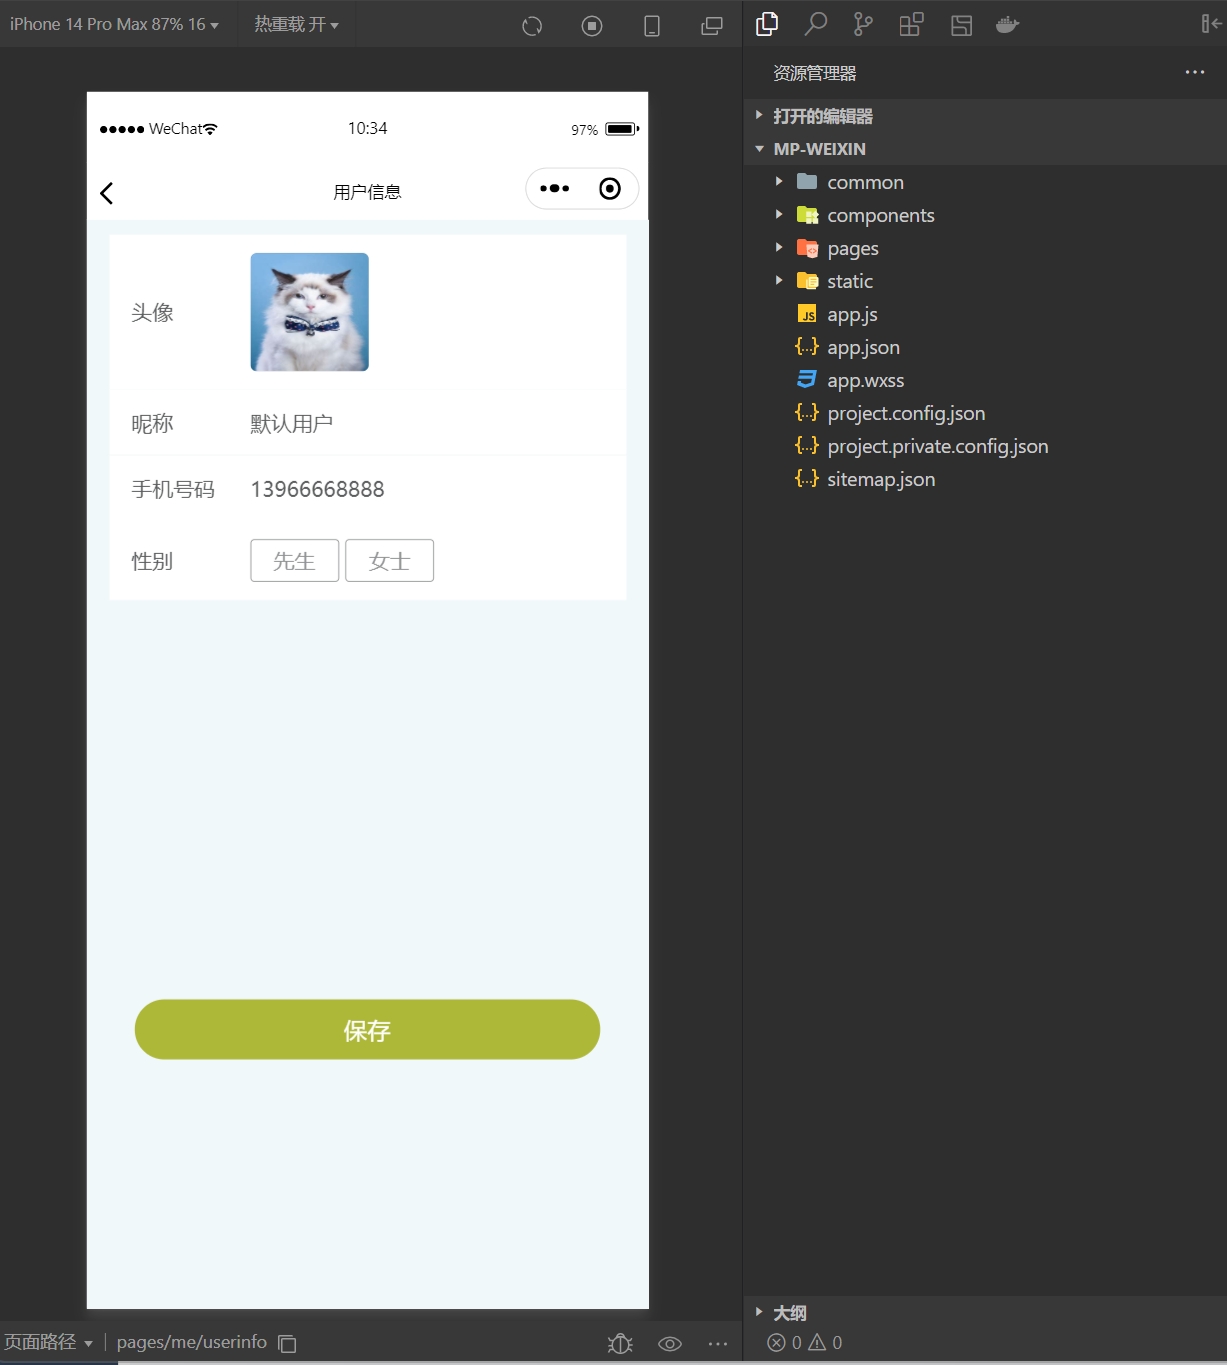 iPhone 14 Pro Max 87% 16 热重载 开
WeChat 10:34 97%
用户信息
头像
昵称 默认用户
手机号码 13966668888
性别 先生 女士
保存
页面路径 pages/me/userinfo
资源管理器
打开的编辑器
MP-WEIXIN
common
components
pages
static
JS app.js
{..} app.json
app.wxss
{..} project.config.json
{..} project.private.config.json
{..} sitemap.json
大纲
0 0